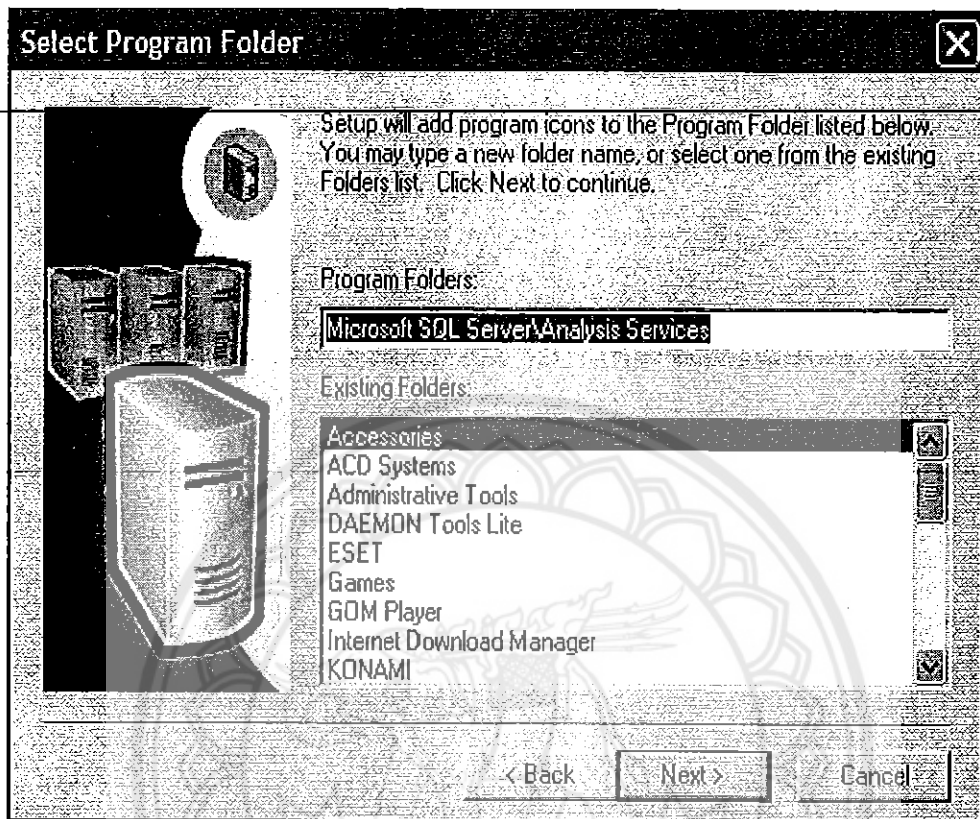 Select Program Folder
Setup will add program icons to the Program Folder listed below.
You may type a new folder name, or select one from the existing
Folders list. Click Next to continue.
Program Folders:
Microsoft SQL Server\Analysis Services
Existing Folders:
Accessories
ACD Systems
Administrative Tools
DAEMON Tools Lite
ESET
Games
GOM Player
Internet Download Manager
KONAMI
< Back Next > Cancel